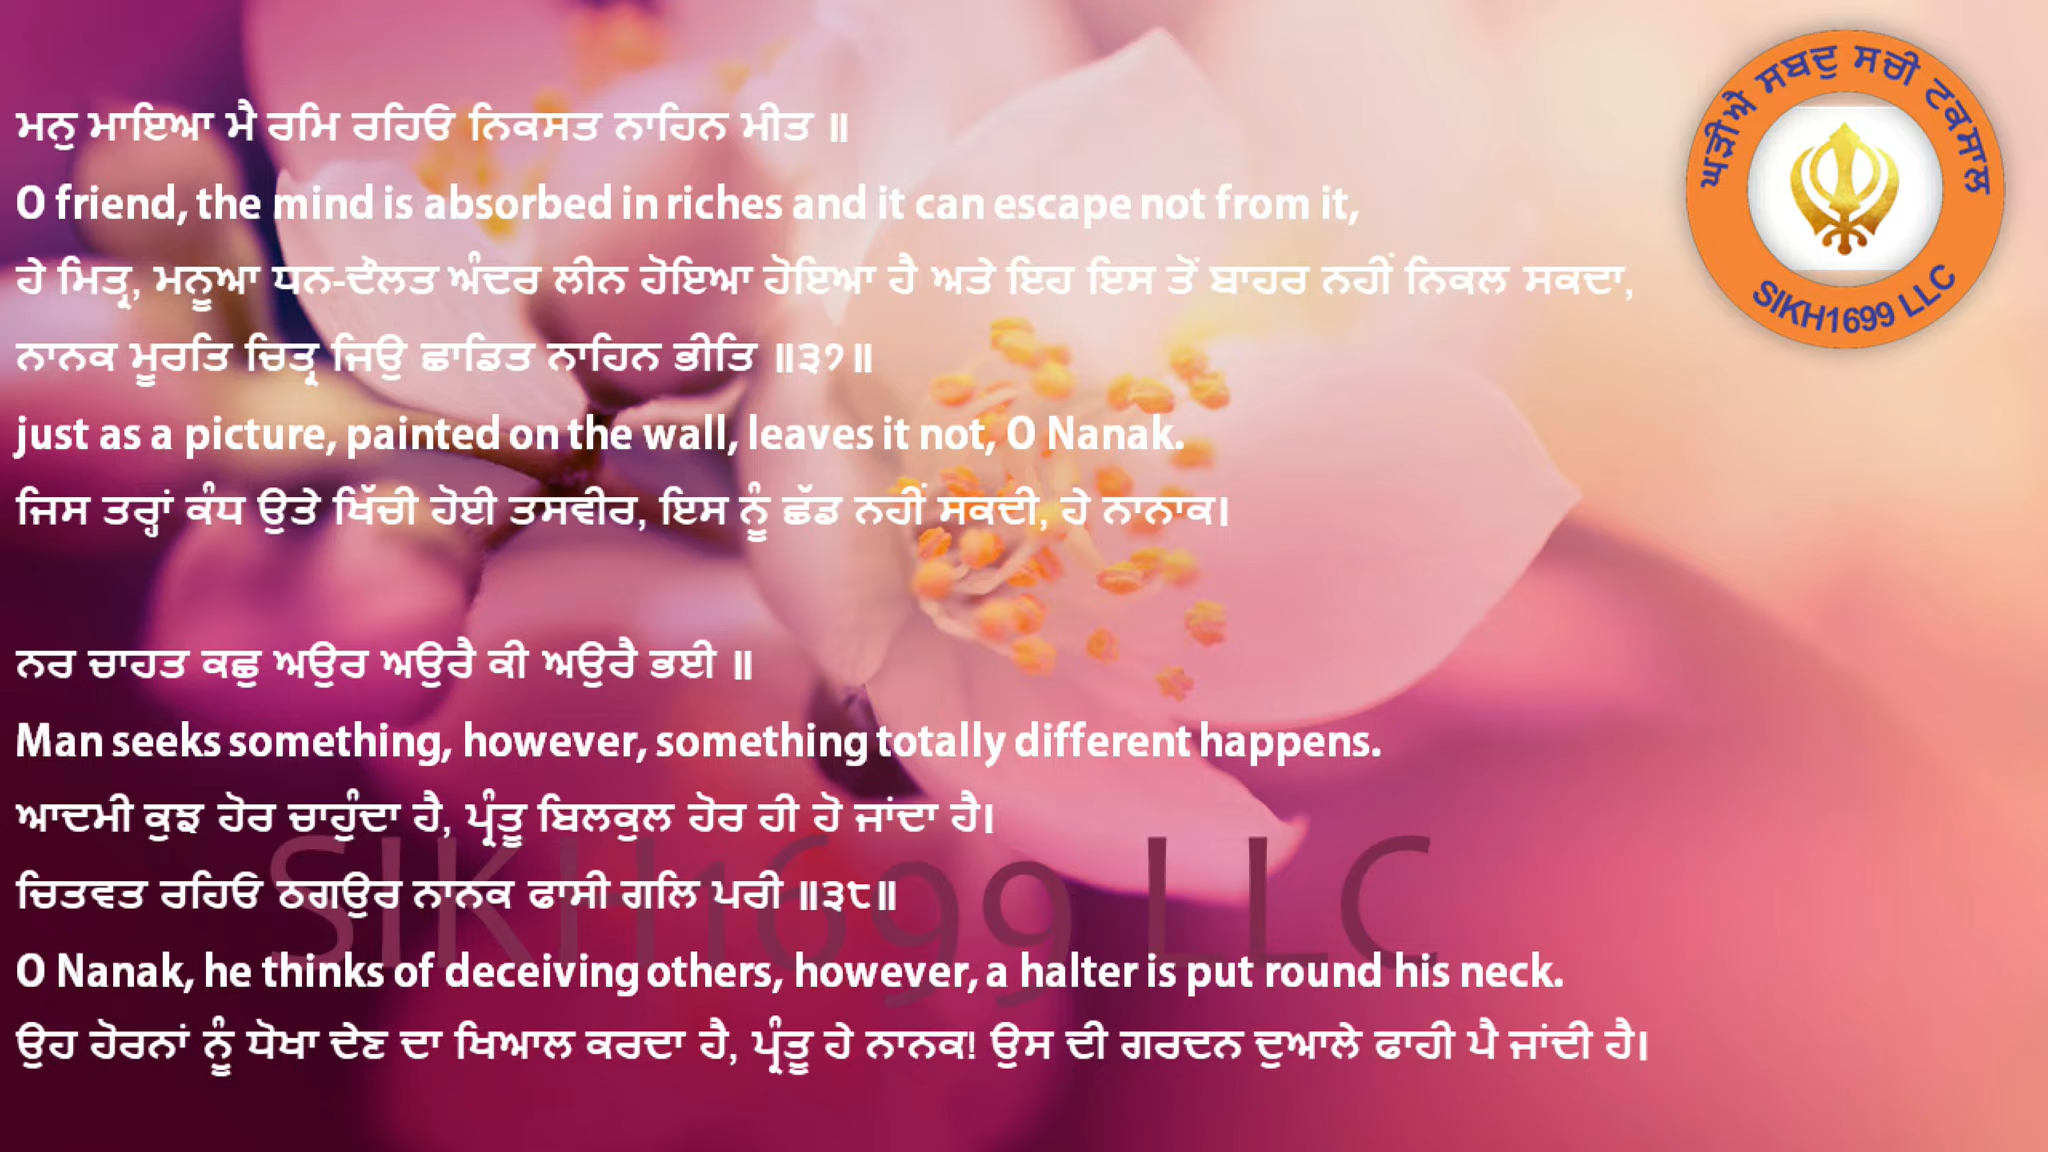 ਮਨੁ ਮਾਇਆ ਮੈ ਰਮਿ ਰਹਿਓ ਨਿਕਸਤ ਨਾਹਿਨ ਮੀਤ ॥
O friend, the mind is absorbed in riches and it can escape not from it,
ਹੇ ਮਿਤ੍ਰ, ਮਨੂਆ ਧਨ-ਦੌਲਤ ਅੰਦਰ ਲੀਨ ਹੋਇਆ ਹੋਇਆ ਹੈ ਅਤੇ ਇਹ ਇਸ ਤੋਂ ਬਾਹਰ ਨਹੀਂ ਨਿਕਲ ਸਕਦਾ,
ਨਾਨਕ ਮੂਰਤਿ ਚਿਤ੍ਰ ਜਿਉ ਛਾਡਿਤ ਨਾਹਿਨ ਭੀਤਿ ॥੩੭॥
just as a picture, painted on the wall, leaves it not, O Nanak.
ਜਿਸ ਤਰ੍ਹਾਂ ਕੰਧ ਉਤੇ ਖਿੱਚੀ ਹੋਈ ਤਸਵੀਰ, ਇਸ ਨੂੰ ਛੱਡ ਨਹੀਂ ਸਕਦੀ, ਹੇ ਨਾਨਾਕ।
ਨਰ ਚਾਹਤ ਕਛੁ ਅਉਰ ਅਉਰੈ ਕੀ ਅਉਰੈ ਭਈ ॥
Man seeks something, however, something totally different happens.
ਆਦਮੀ ਕੁਝ ਹੋਰ ਚਾਹੁੰਦਾ ਹੈ, ਪ੍ਰੰਤੂ ਬਿਲਕੁਲ ਹੋਰ ਹੀ ਹੋ ਜਾਂਦਾ ਹੈ।
ਚਿਤਵਤ ਰਹਿਓ ਠਗਉਰ ਨਾਨਕ ਫਾਸੀ ਗਲਿ ਪਰੀ ॥੩੮॥
O Nanak, he thinks of deceiving others, however, a halter is put round his neck.
ਉਹ ਹੋਰਨਾਂ ਨੂੰ ਧੋਖਾ ਦੇਣ ਦਾ ਖਿਆਲ ਕਰਦਾ ਹੈ, ਪ੍ਰੰਤੂ ਹੇ ਨਾਨਕ! ਉਸ ਦੀ ਗਰਦਨ ਦੁਆਲੇ ਫਾਹੀ ਪੈ ਜਾਂਦੀ ਹੈ।
ਘੜੀਐ ਸਬਦੁ ਸਚੀ ਟਕਸਾਲ
SIKH1699 LLC
SIKH1699 LLC